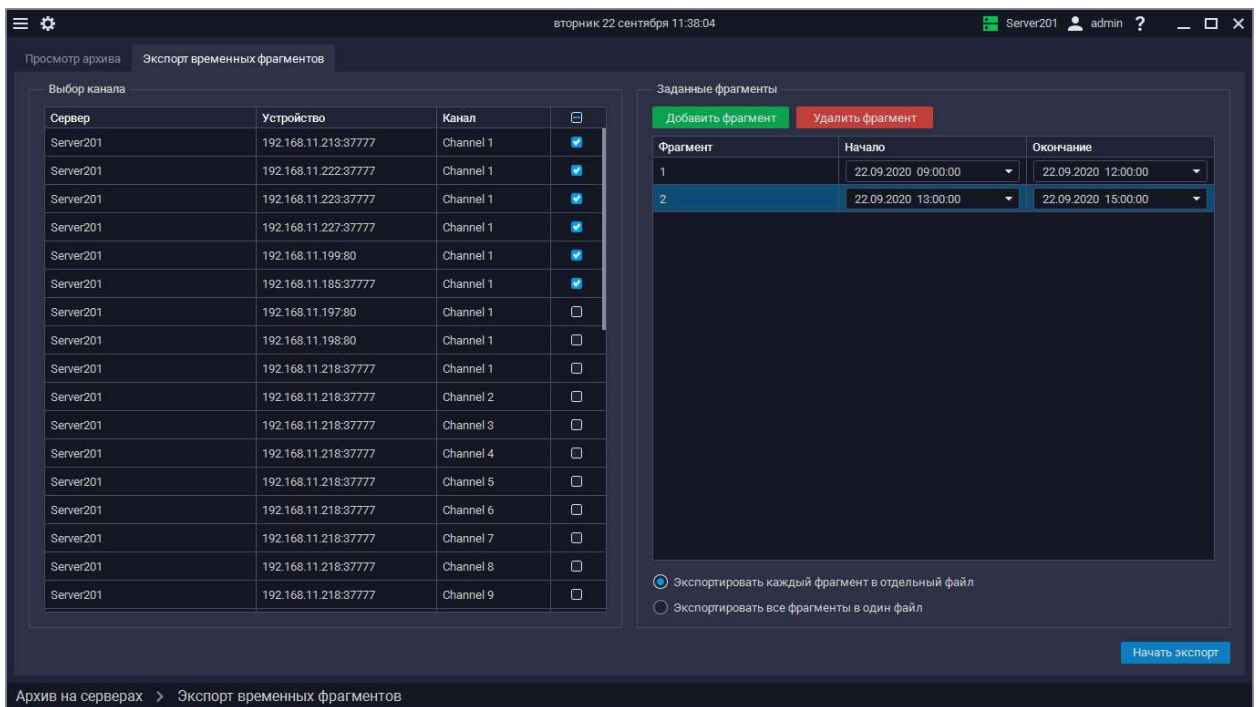 вторник 22 сентября 11:38:04 Server201 admin ?
Просмотр архива Экспорт временных фрагментов
Выбор канала
Сервер Устройство Канал
Server201 192.168.11.213:37777 Channel 1
Server201 192.168.11.222:37777 Channel 1
Server201 192.168.11.223:37777 Channel 1
Server201 192.168.11.227:37777 Channel 1
Server201 192.168.11.199:80 Channel 1
Server201 192.168.11.185:37777 Channel 1
Server201 192.168.11.197:80 Channel 1
Server201 192.168.11.198:80 Channel 1
Server201 192.168.11.218:37777 Channel 1
Server201 192.168.11.218:37777 Channel 2
Server201 192.168.11.218:37777 Channel 3
Server201 192.168.11.218:37777 Channel 4
Server201 192.168.11.218:37777 Channel 5
Server201 192.168.11.218:37777 Channel 6
Server201 192.168.11.218:37777 Channel 7
Server201 192.168.11.218:37777 Channel 8
Server201 192.168.11.218:37777 Channel 9
Заданные фрагменты
Добавить фрагмент Удалить фрагмент
Фрагмент Начало Окончание
1 22.09.2020 09:00:00 22.09.2020 12:00:00
2 22.09.2020 13:00:00 22.09.2020 15:00:00
Экспортировать каждый фрагмент в отдельный файл
Экспортировать все фрагменты в один файл
Начать экспорт
Архив на серверах > Экспорт временных фрагментов